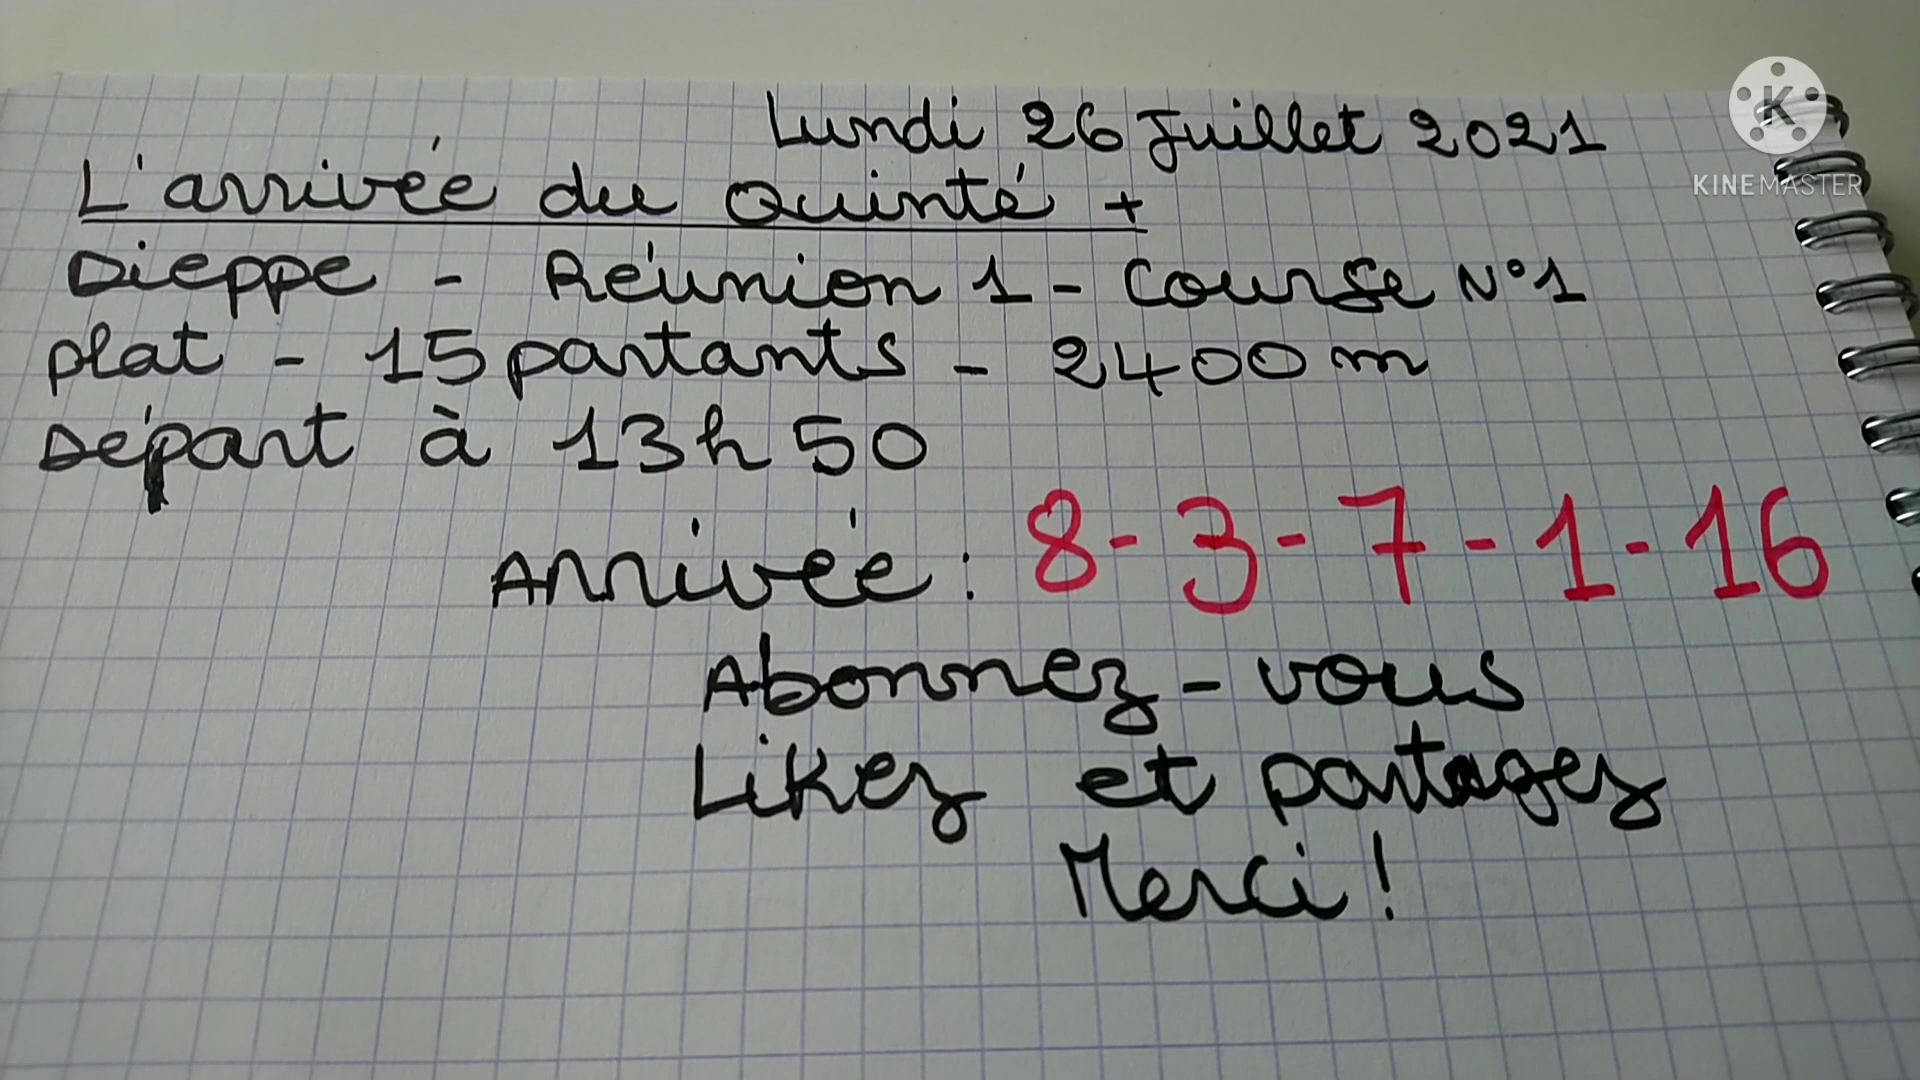 Lundi 26 Juillet 2021
L'arrivée du Quinté +
Dieppe - Réunion 1 - Course N°1
plat - 15 partants - 2400 m
Départ à 13h50
Arrivée : 8 - 3 - 7 - 1 - 16
Abonnez - vous
Likez et partagez
Merci !
K
KINEMASTER